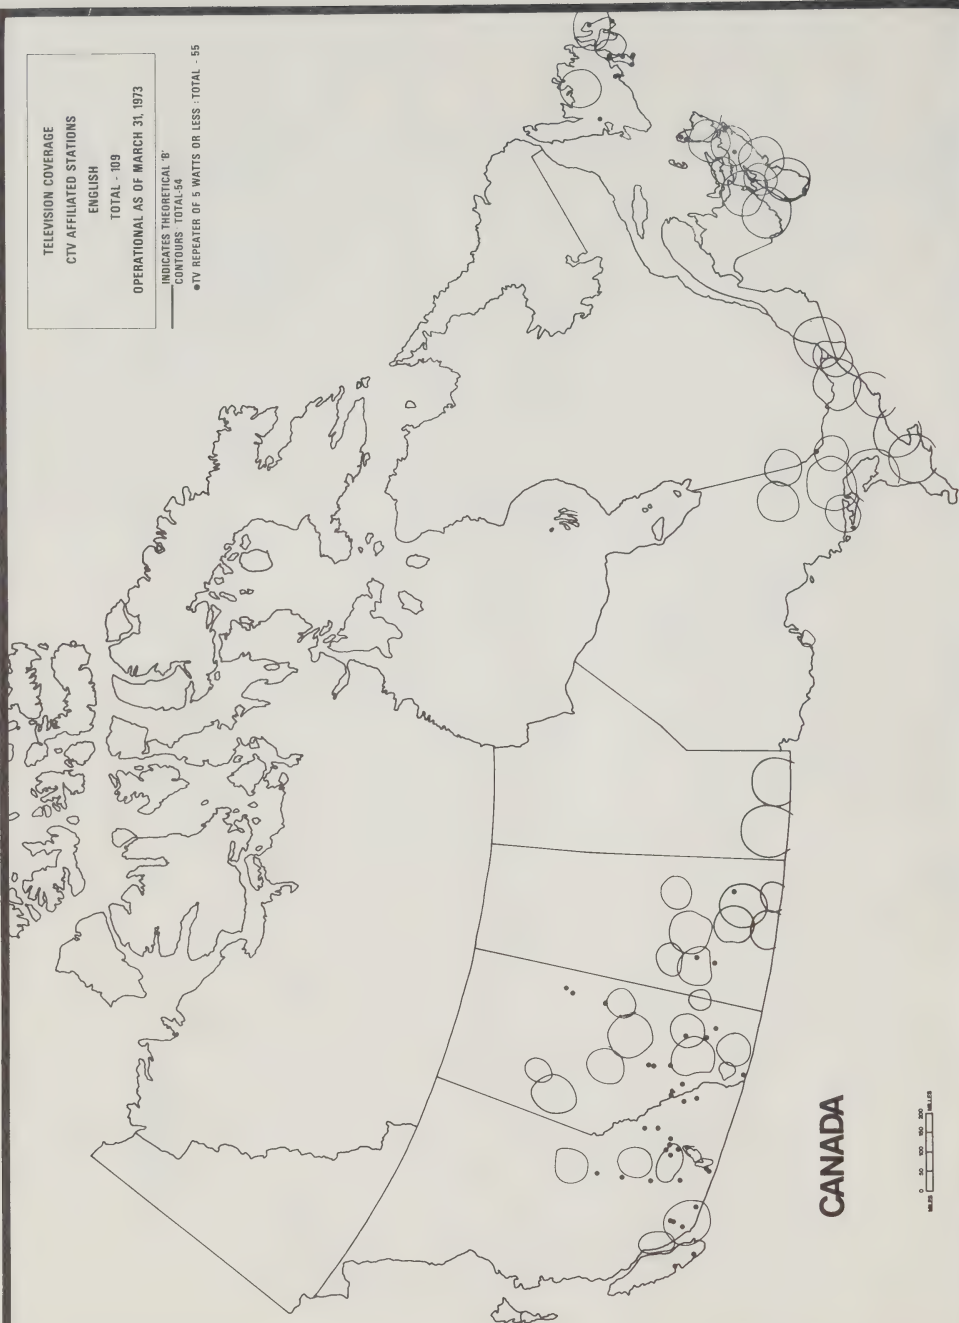 TELEVISION COVERAGE
CTV AFFILIATED STATIONS
ENGLISH
TOTAL - 109
OPERATIONAL AS OF MARCH 31, 1973
INDICATES THEORETICAL 'B'
CONTOURS TOTAL-54
●TV REPEATER OF 5 WATTS OR LESS : TOTAL - 55
CANADA
MILES 0 50 100 150 200 MILES